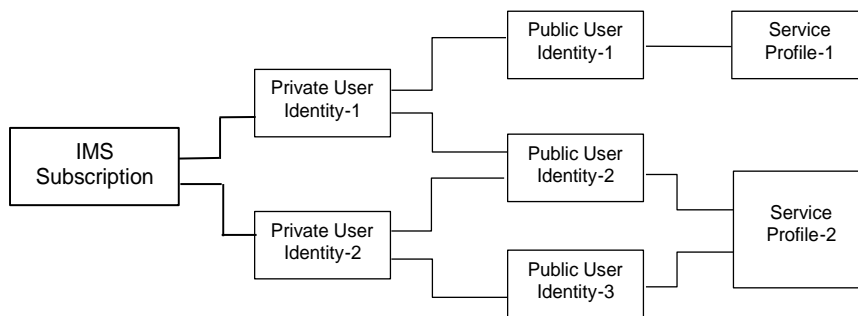 IMS
Subscription
Private User
Identity-1
Private User
Identity-2
Public User
Identity-1
Public User
Identity-2
Public User
Identity-3
Service
Profile-1
Service
Profile-2